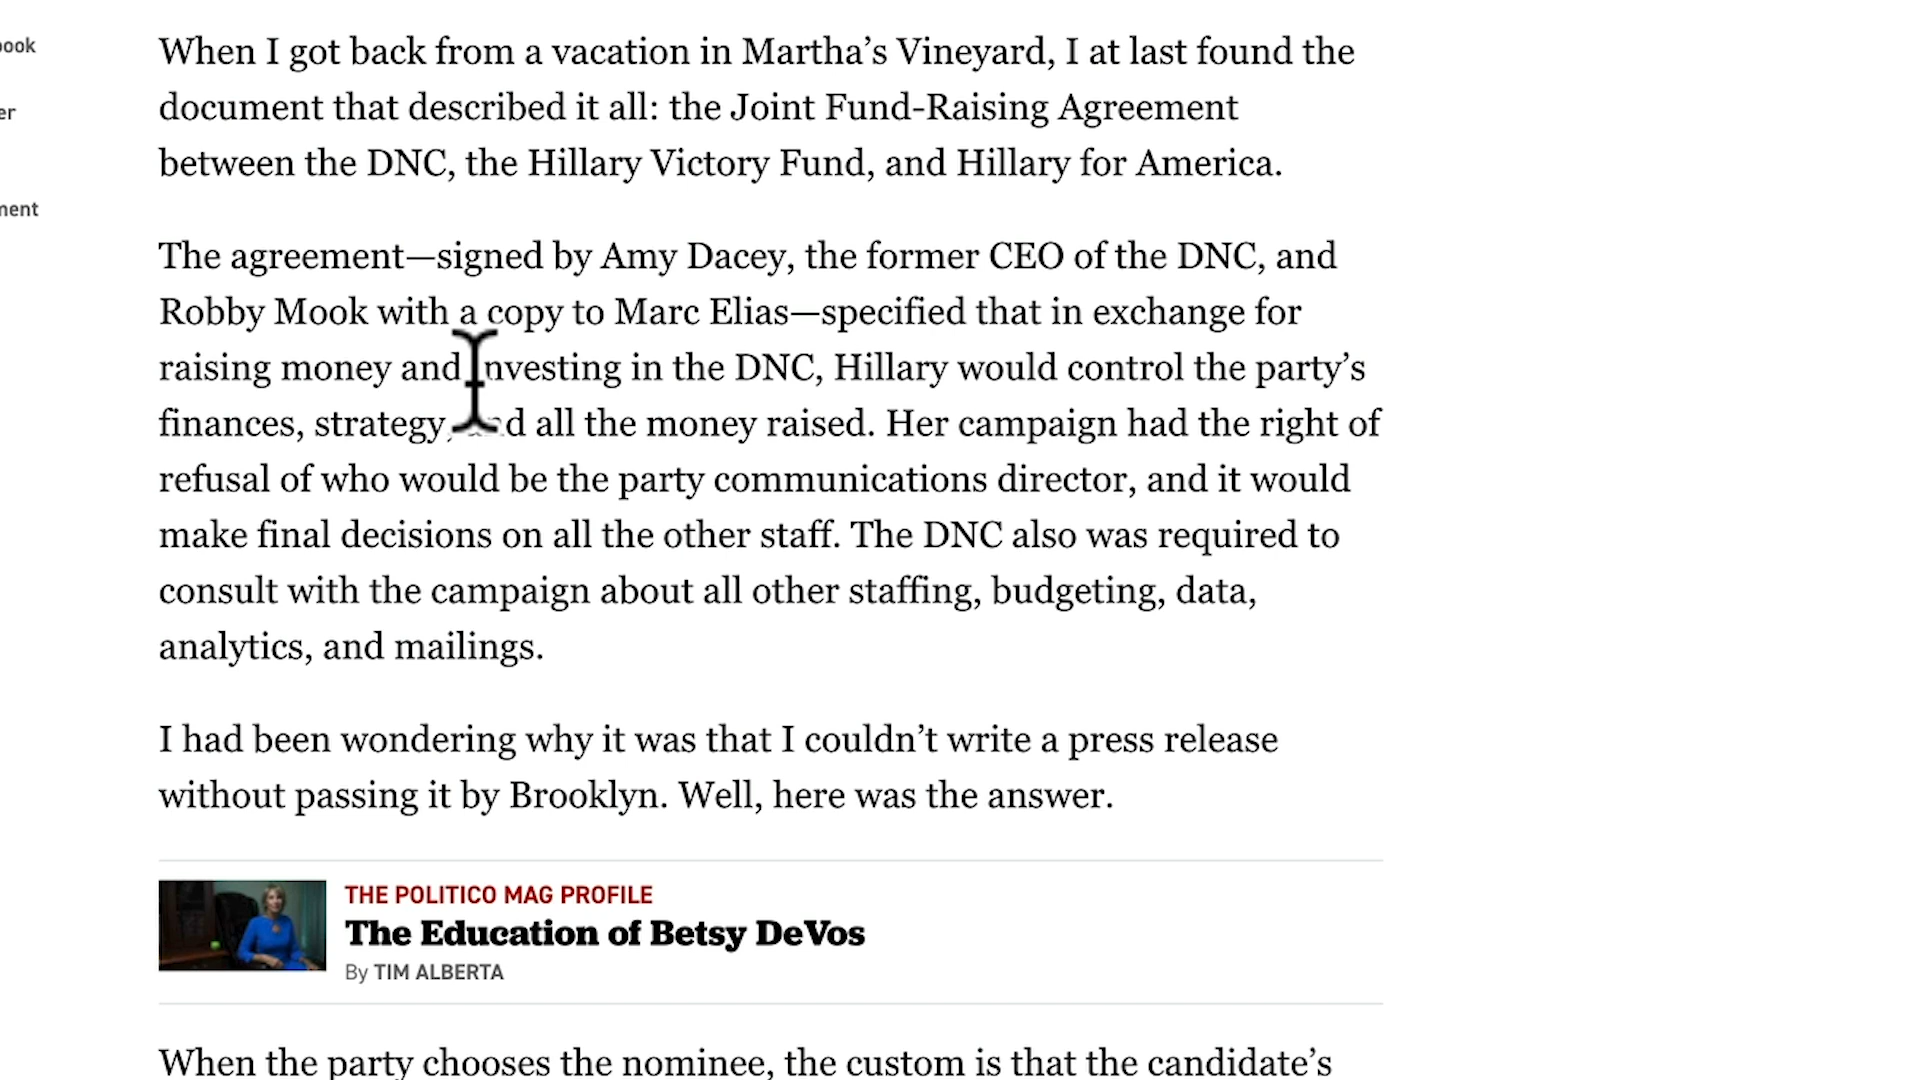 book
When I got back from a vacation in Martha’s Vineyard, I at last found the
er
document that described it all: the Joint Fund-Raising Agreement
between the DNC, the Hillary Victory Fund, and Hillary for America.
ment
The agreement—signed by Amy Dacey, the former CEO of the DNC, and
Robby Mook with a copy to Marc Elias—specified that in exchange for
raising money and investing in the DNC, Hillary would control the party’s
finances, strategy, and all the money raised. Her campaign had the right of
refusal of who would be the party communications director, and it would
make final decisions on all the other staff. The DNC also was required to
consult with the campaign about all other staffing, budgeting, data,
analytics, and mailings.
I had been wondering why it was that I couldn’t write a press release
without passing it by Brooklyn. Well, here was the answer.
THE POLITICO MAG PROFILE
The Education of Betsy DeVos
By TIM ALBERTA
When the party chooses the nominee, the custom is that the candidate’s